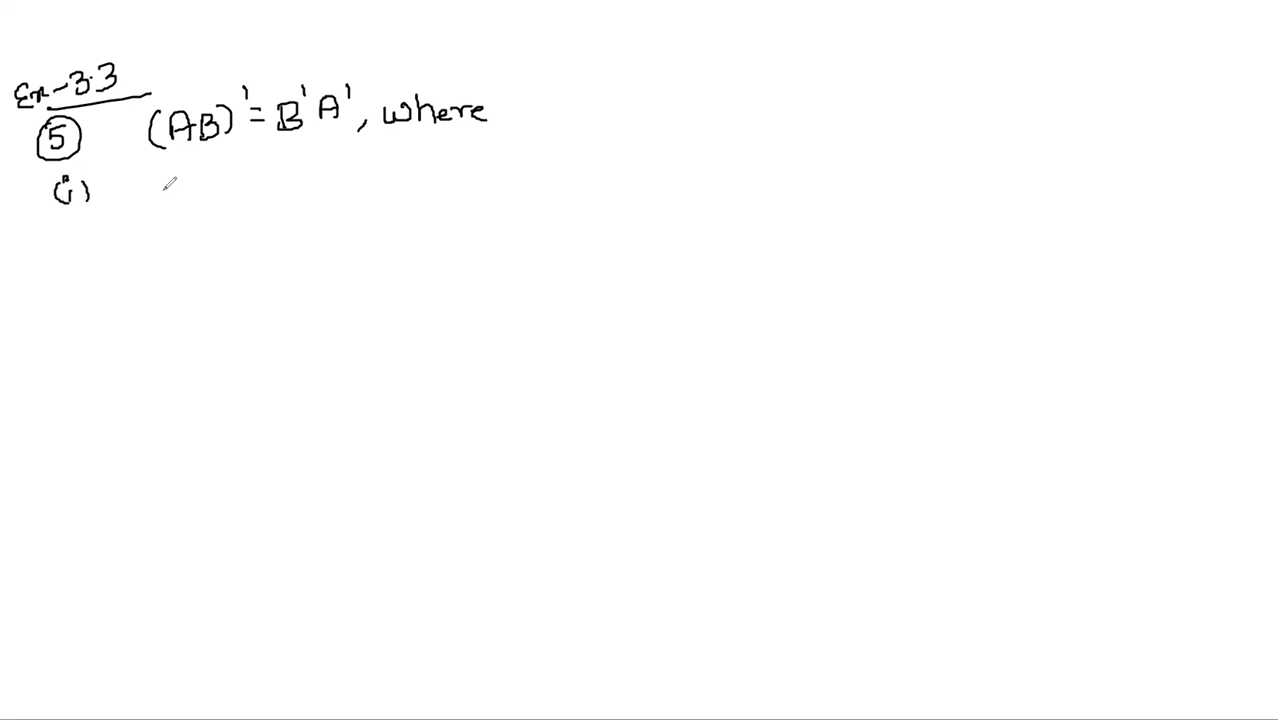 Ex-3.3
5 (AB)' = B'A', where
(i)